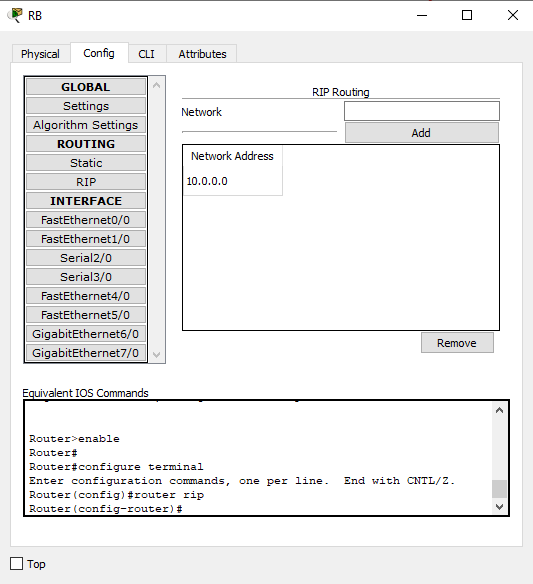 RB
Physical Config CLI Attributes
GLOBAL
Settings
Algorithm Settings
ROUTING
Static
RIP
INTERFACE
FastEthernet0/0
FastEthernet1/0
Serial2/0
Serial3/0
FastEthernet4/0
FastEthernet5/0
GigabitEthernet6/0
GigabitEthernet7/0
RIP Routing
Network
Add
Network Address
10.0.0.0
Remove
Equivalent IOS Commands
Router>enable
Router#
Router#configure terminal
Enter configuration commands, one per line. End with CNTL/Z.
Router(config)#router rip
Router(config-router)#
Top